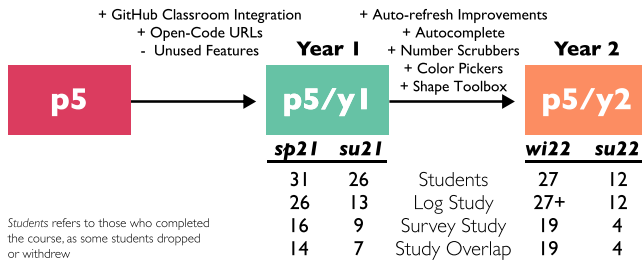 + GitHub Classroom Integration
+ Open-Code URLs
- Unused Features
+ Auto-refresh Improvements
+ Autocomplete
+ Number Scrubbers
+ Color Pickers
+ Shape Toolbox
Year 1
Year 2
p5
p5/y1
p5/y2
sp21 su21 wi22 su22
31 26 Students 27 12
26 13 Log Study 27+ 12
16 9 Survey Study 19 4
14 7 Study Overlap 19 4
Students refers to those who completed
the course, as some students dropped
or withdrew